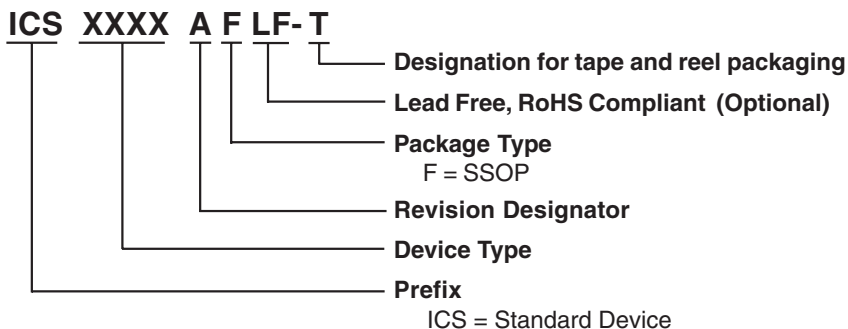 ICS XXXX A F LF- T
Designation for tape and reel packaging
Lead Free, RoHS Compliant (Optional)
Package Type
F = SSOP
Revision Designator
Device Type
Prefix
ICS = Standard Device